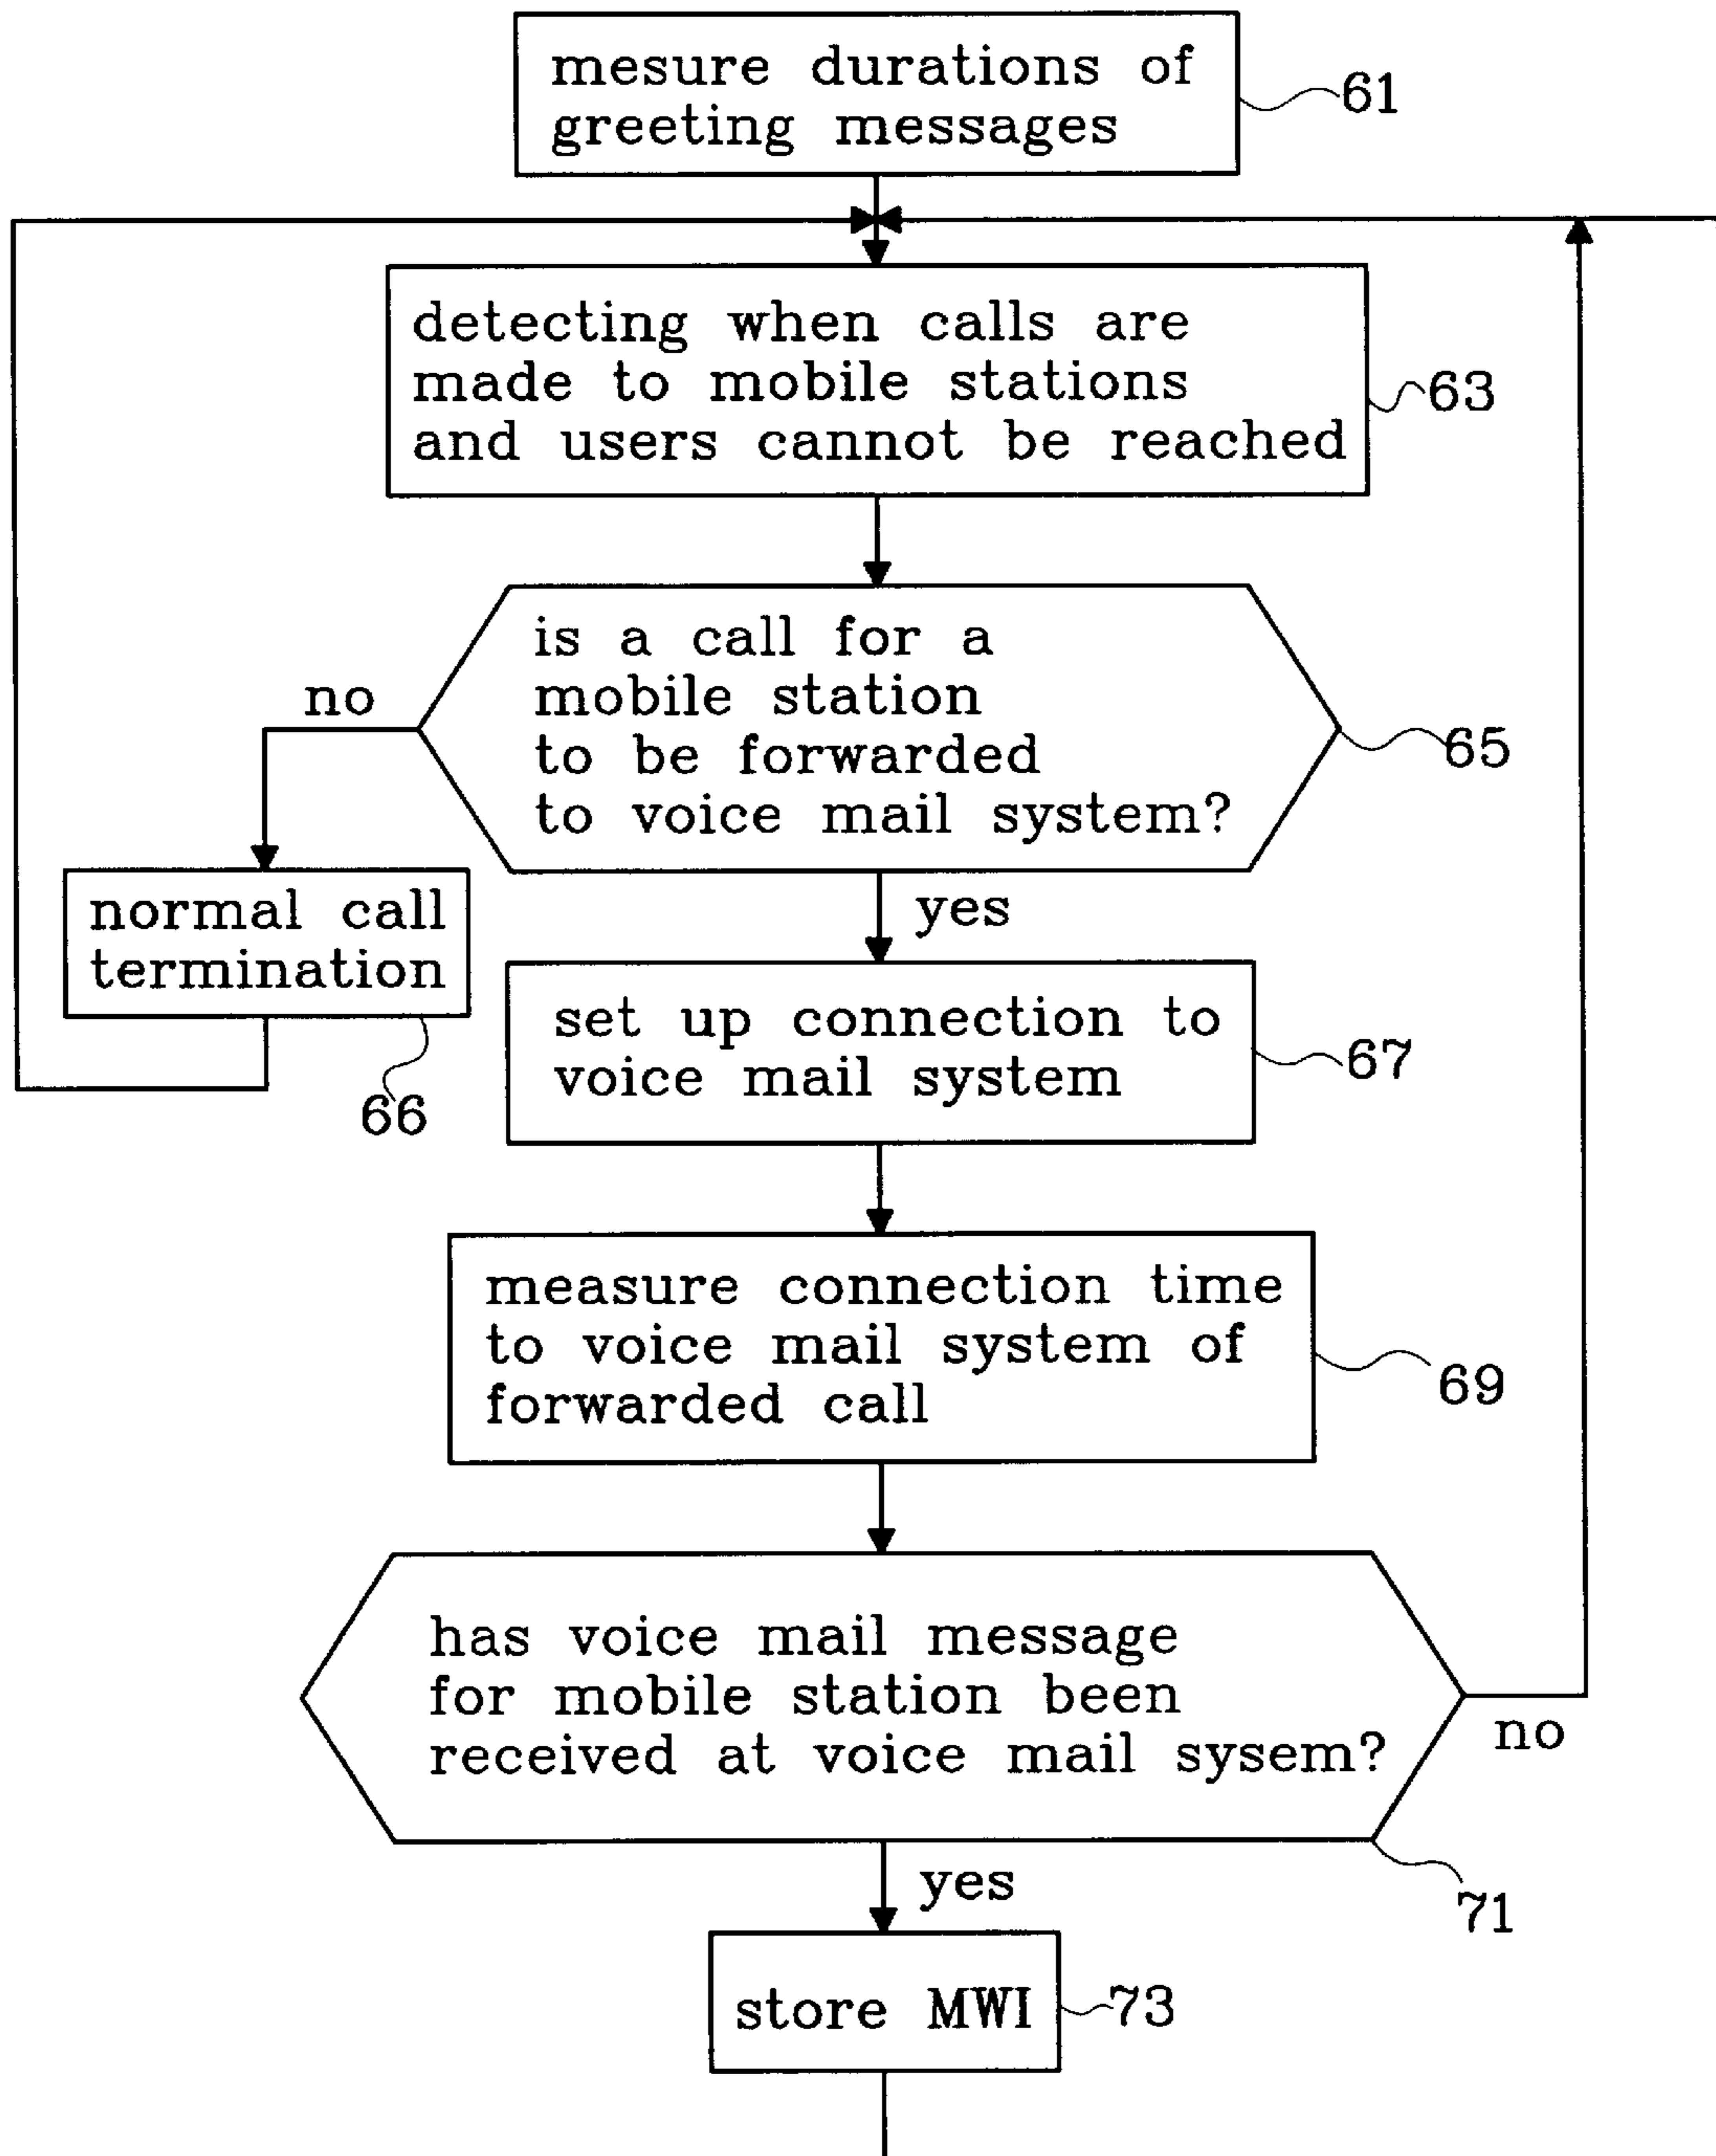 mesure durations of
greeting messages
61
detecting when calls are
made to mobile stations
and users cannot be reached
63
is a call for a
mobile station
to be forwarded
to voice mail system?
65
no
yes
normal call
termination
66
set up connection to
voice mail system
67
measure connection time
to voice mail system of
forwarded call
69
has voice mail message
for mobile station been
received at voice mail sysem?
no
71
yes
store MWI
73